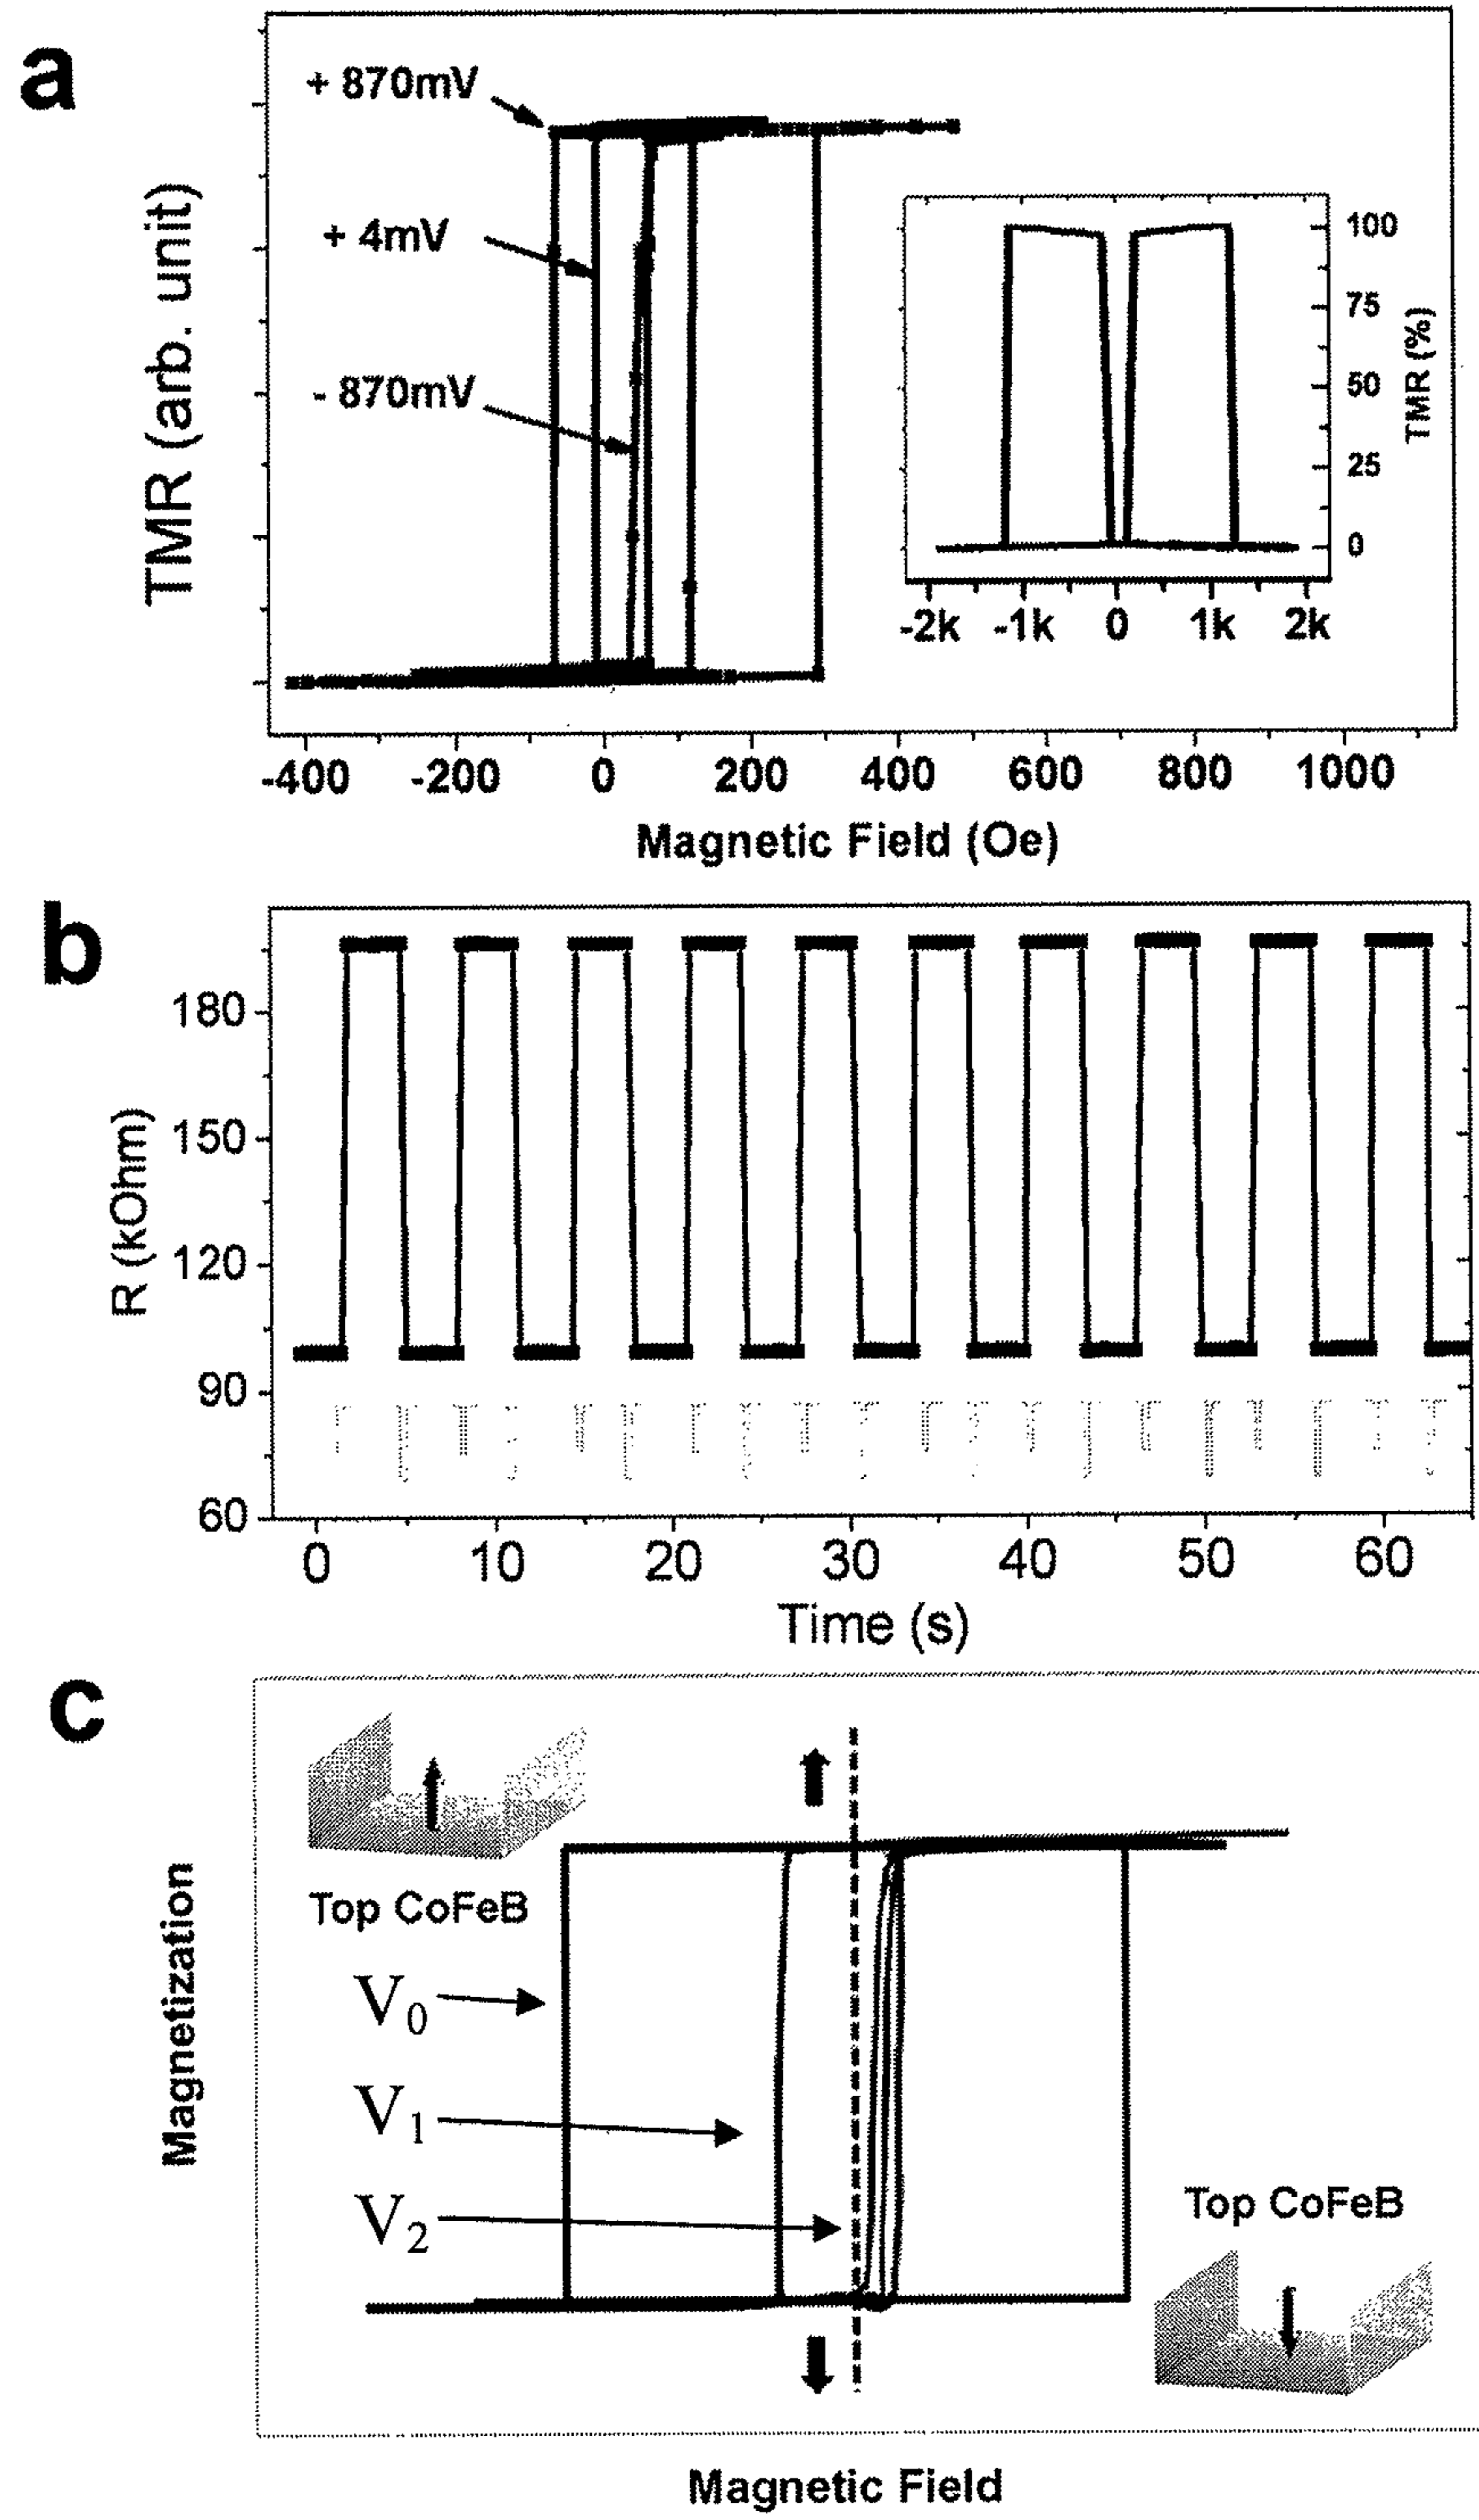 a
+ 870mV
+ 4mV
- 870mV
TMR (arb. unit)
100
75
50
25
0
TMR (%)
-2k -1k 0 1k 2k
-400 -200 0 200 400 600 800 1000
Magnetic Field (Oe)
b
180
150
120
90
60
R (kOhm)
0 10 20 30 40 50 60
Time (s)
c
Top CoFeB
V0
V1
V2
Top CoFeB
Magnetization
Magnetic Field